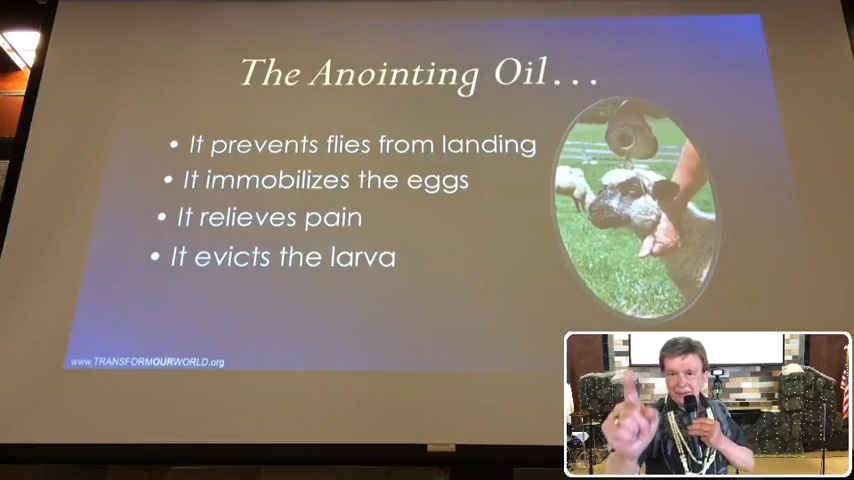 The Anointing Oil...
• It prevents flies from landing
• It immobilizes the eggs
• It relieves pain
• It evicts the larva
www.TRANSFORMOURWORLD.org